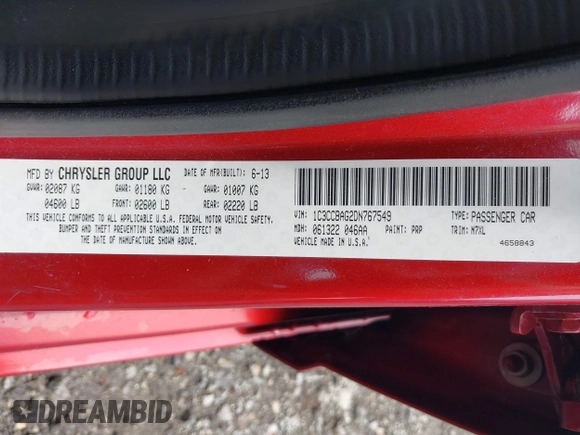 MFD BY CHRYSLER GROUP LLC DATE OF MFR(BUILT): 6-13
GVWR: 02087 KG GAWR: 01180 KG - GAWR: 01007 KG
04600 LB FRONT: 02600 LB REAR: 02220 LB
THIS VEHICLE CONFORMS TO ALL APPLICABLE U.S.A. FEDERAL MOTOR VEHICLE SAFETY,
BUMPER AND THEFT PREVENTION STANDARDS IN EFFECT ON
THE DATE OF MANUFACTURE SHOWN ABOVE.
VIN: 1C3CCBAG2DN767549 TYPE: PASSENGER CAR
MDH: 061322 046AA PAINT: PRP TRIM: N7XL
VEHICLE MADE IN U.S.A. 4658843
DREAMBID